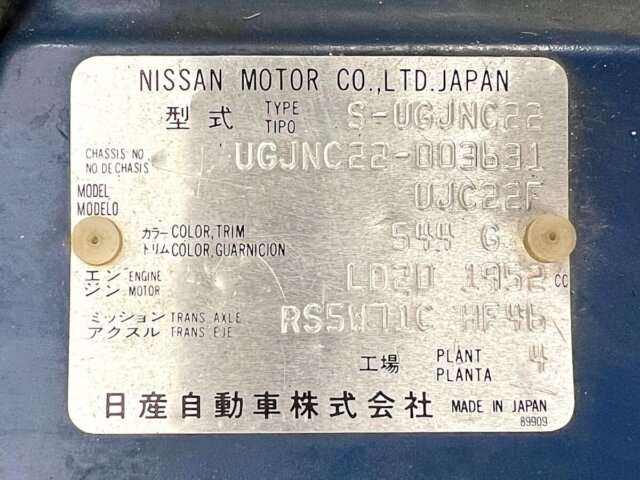 NISSAN MOTOR CO.,LTD.JAPAN
型式 TYPE TIPO S-UGJNC22
CHASSIS NO NO DE CHASIS UGJNC22-003631
MODEL MODELO UJC22F
カラー COLOR,TRIM
トリム COLOR,GUARNICION 544 G
エンジン ENGINE MOTOR LD20 1952 CC
ミッション TRANS. AXLE
アクスル TRANS EJE RS5W71C HF46
工場 PLANT PLANTA 4
日産自動車株式会社 MADE IN JAPAN
89909